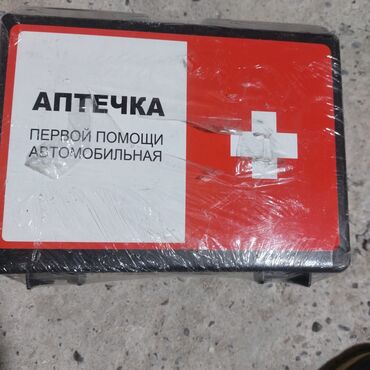 АПТЕЧКА
ПЕРВОЙ ПОМОЩИ
АВТОМОБИЛЬНАЯ